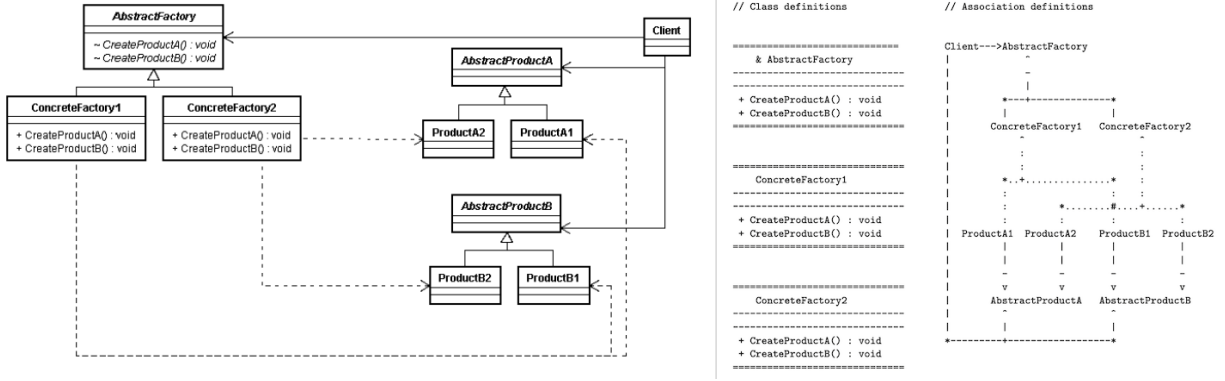 AbstractFactory
~ CreateProductA() : void
~ CreateProductB() : void
Client
AbstractProductA
ConcreteFactory1
+ CreateProductA() : void
+ CreateProductB() : void
ConcreteFactory2
+ CreateProductA() : void
+ CreateProductB() : void
ProductA2
ProductA1
AbstractProductB
ProductB2
ProductB1
// Class definitions
=============================
& AbstractFactory
------------------------------
------------------------------
+ CreateProductA() : void
+ CreateProductB() : void
==============================
==============================
ConcreteFactory1
------------------------------
------------------------------
+ CreateProductA() : void
+ CreateProductB() : void
==============================
==============================
ConcreteFactory2
------------------------------
------------------------------
+ CreateProductA() : void
+ CreateProductB() : void
==============================
// Association definitions
Client--->AbstractFactory
ConcreteFactory1 ConcreteFactory2
ProductA1 ProductA2 ProductB1 ProductB2
AbstractProductA AbstractProductB